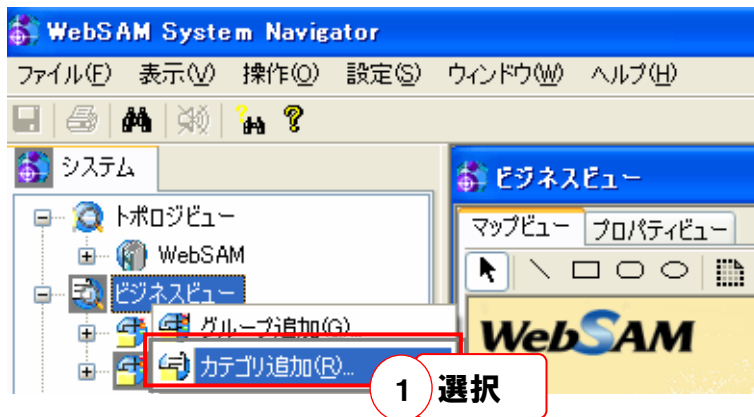 WebSAM System Navigator
ファイル(F) 表示(V) 操作(O) 設定(S) ウィンドウ(W) ヘルプ(H)
システム
トポロジビュー
WebSAM
ビジネスビュー
グループ追加(G)...
カテゴリ追加(R)...
1 選択
ビジネスビュー
マップビュー プロパティビュー
WebSAM